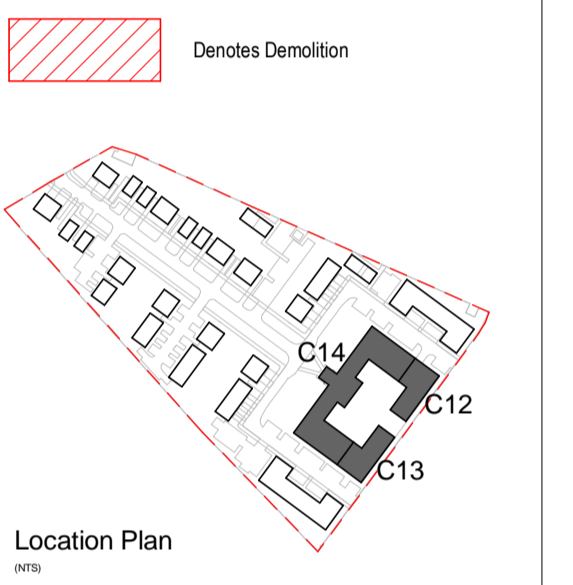 Denotes Demolition
C14
C12
C13
Location Plan
(NTS)